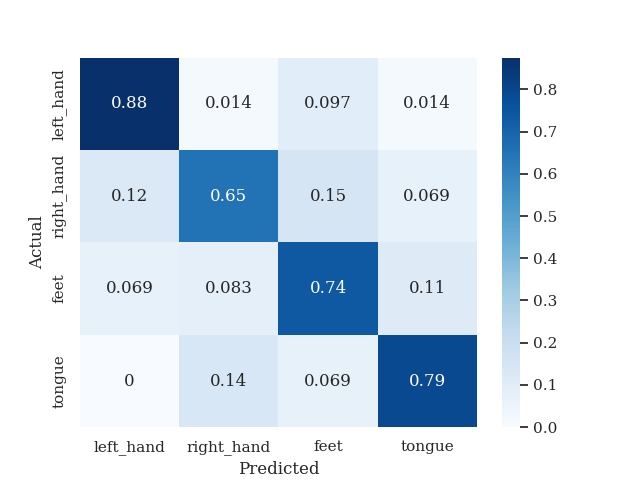 left_hand 0.88 0.014 0.097 0.014
right_hand 0.12 0.65 0.15 0.069
feet 0.069 0.083 0.74 0.11
tongue 0 0.14 0.069 0.79
left_hand right_hand feet tongue
Actual
Predicted
0.8
0.7
0.6
0.5
0.4
0.3
0.2
0.1
0.0